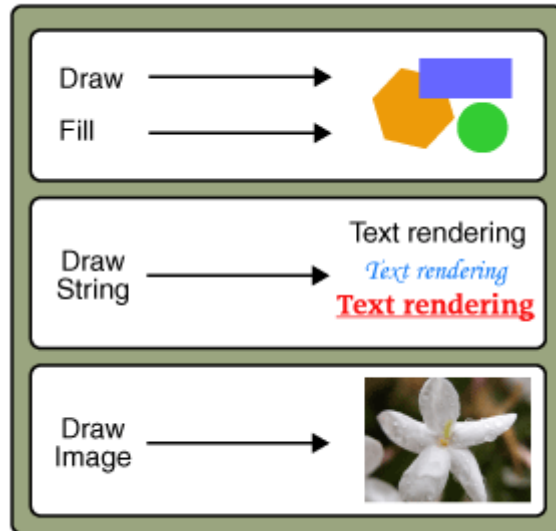 Draw
Fill
Draw
String
Text rendering
Text rendering
Text rendering
Draw
Image